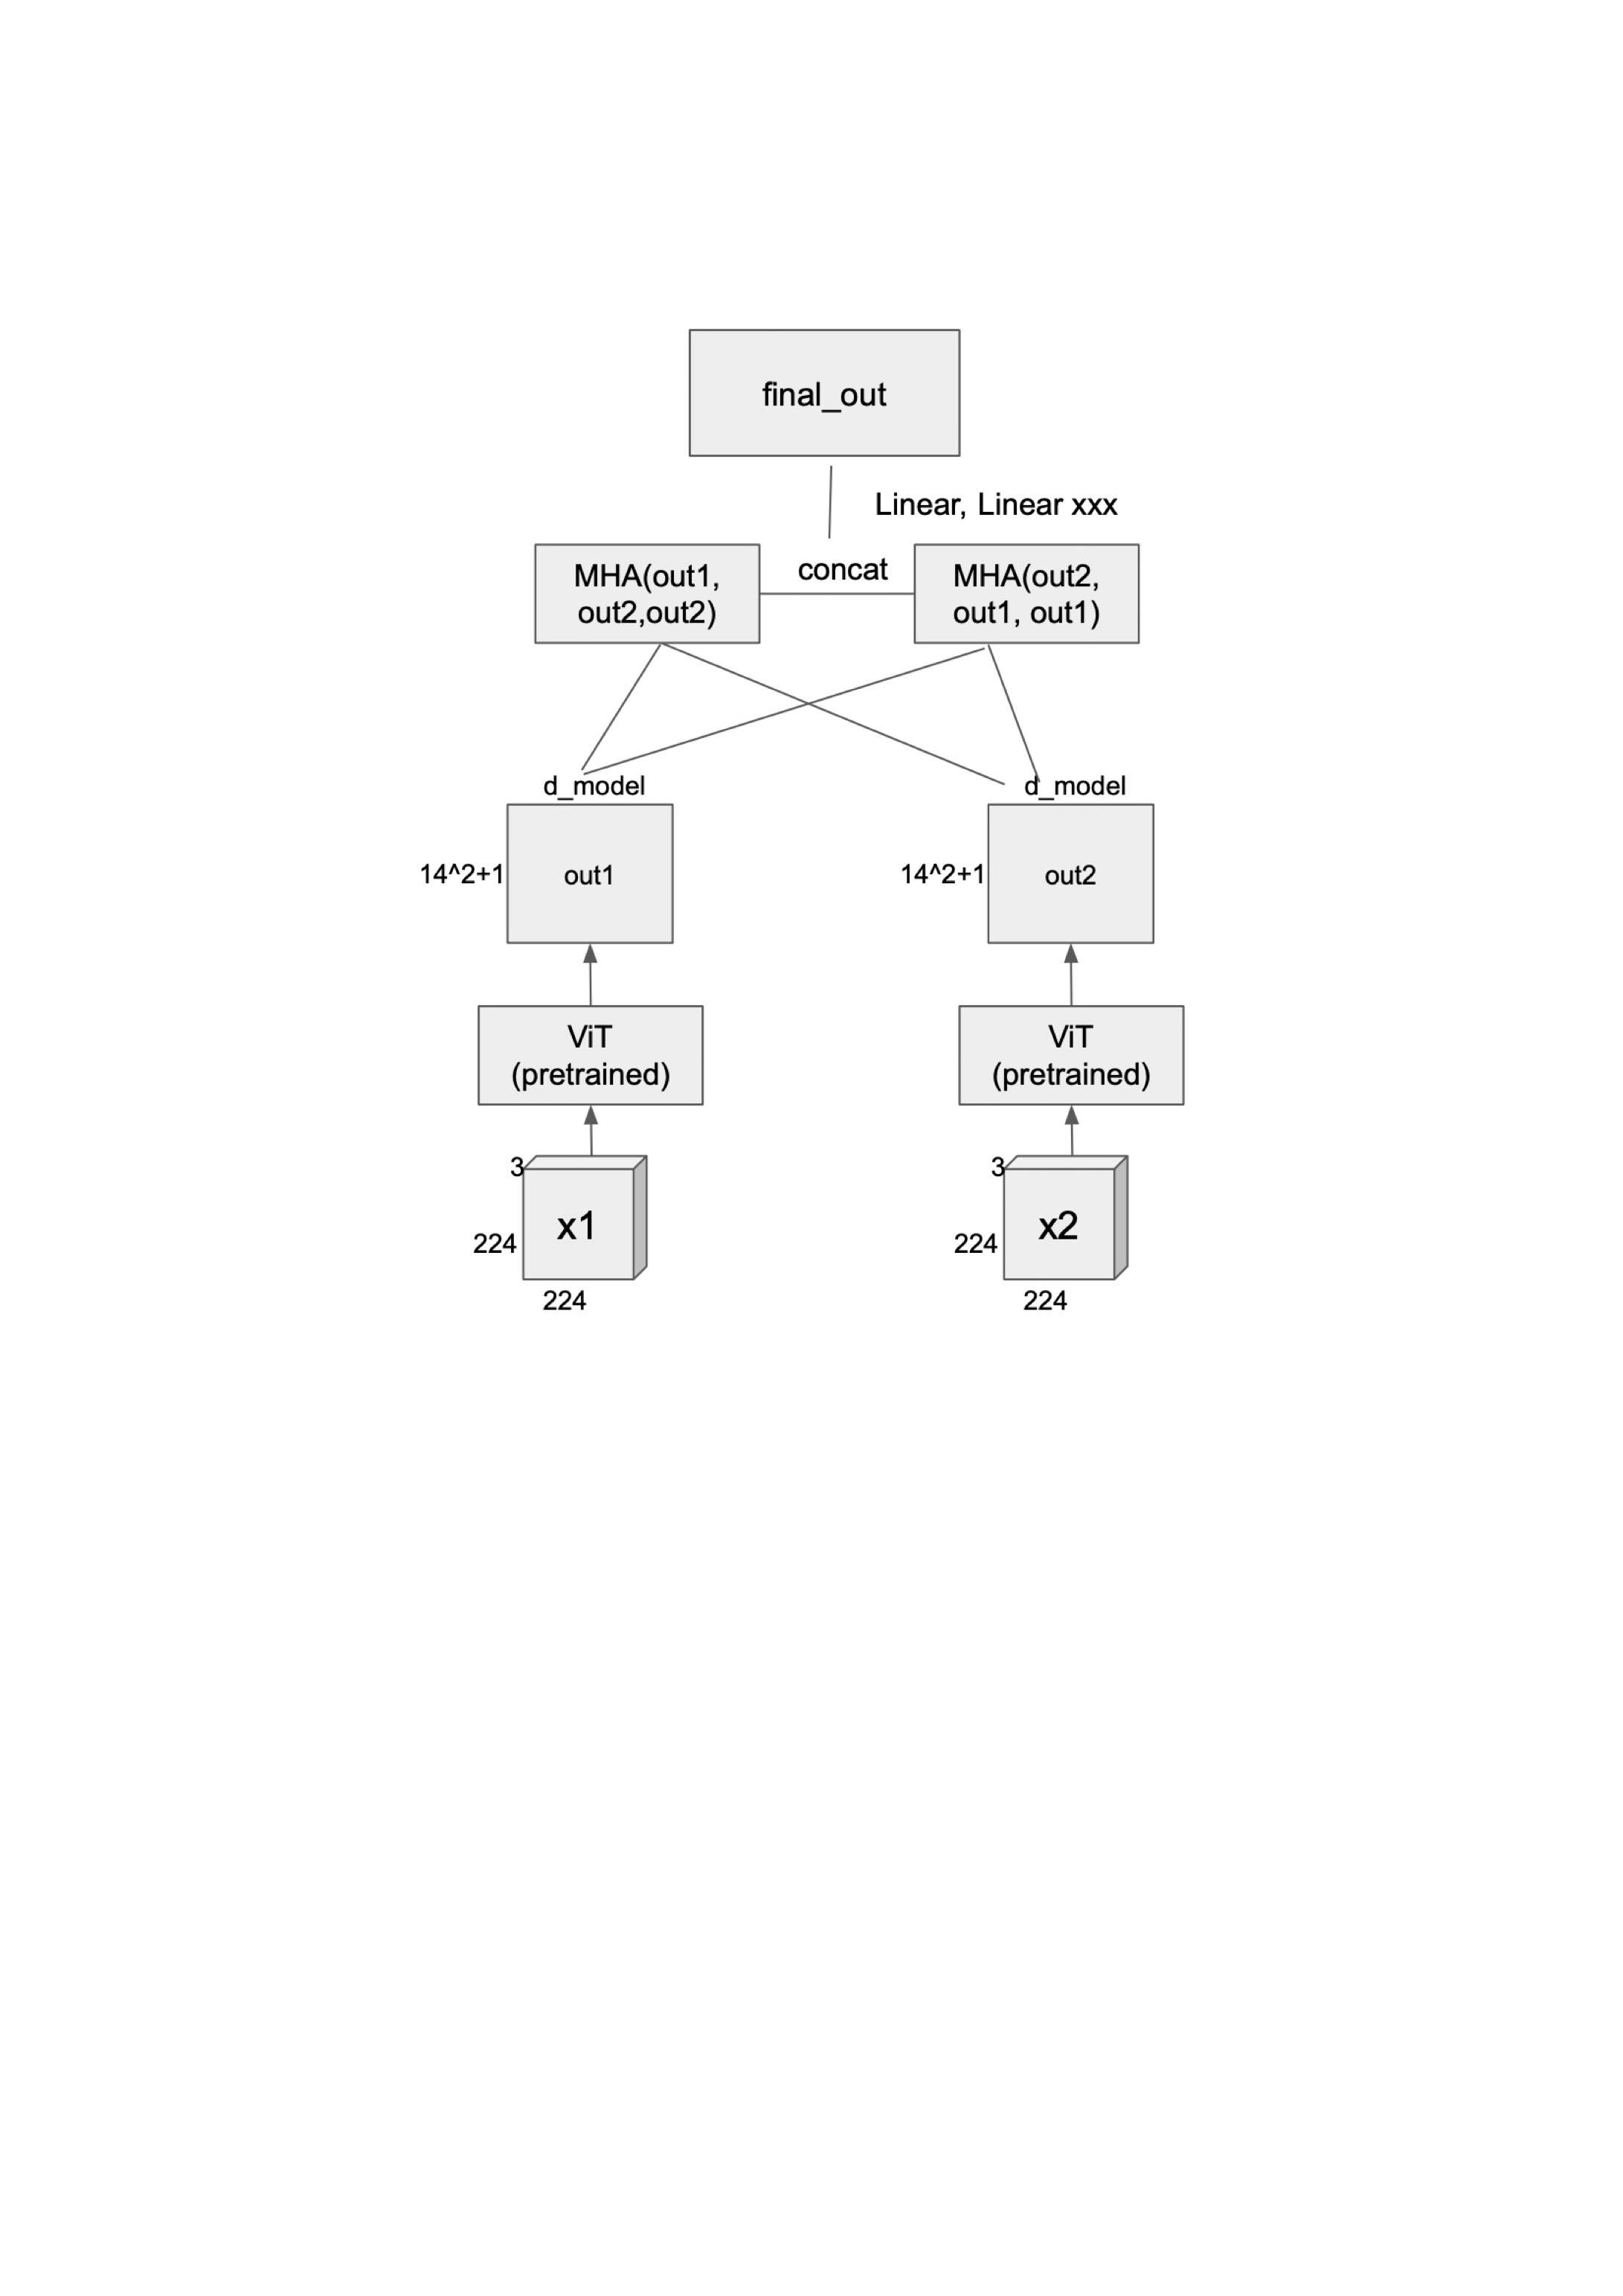 final_out
Linear, Linear xxx
MHA(out1,
out2,out2)
concat
MHA(out2,
out1, out1)
d_model
d_model
14^2+1
out1
14^2+1
out2
ViT
(pretrained)
ViT
(pretrained)
3
x1
224
224
3
x2
224
224